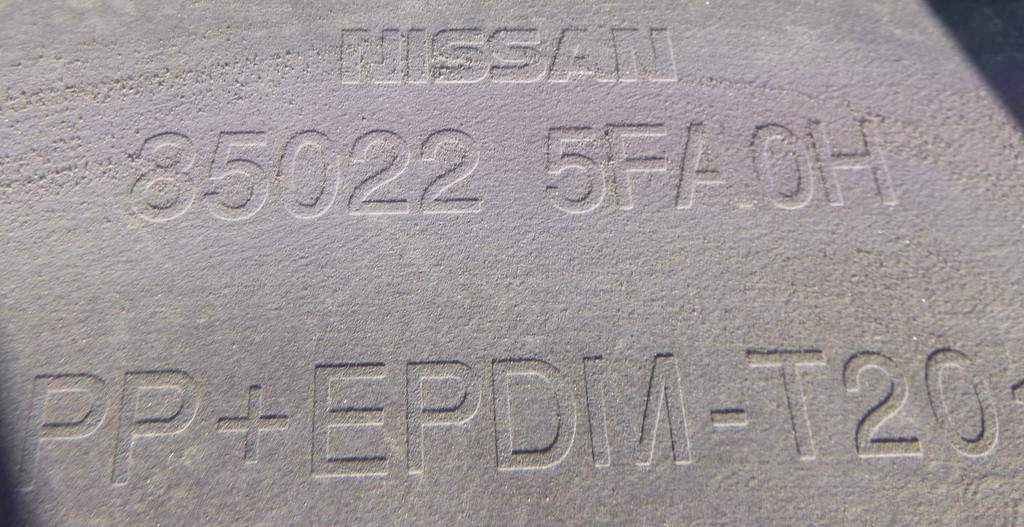 NISSAN
85022 5FA0H
PP+EPDM-T20